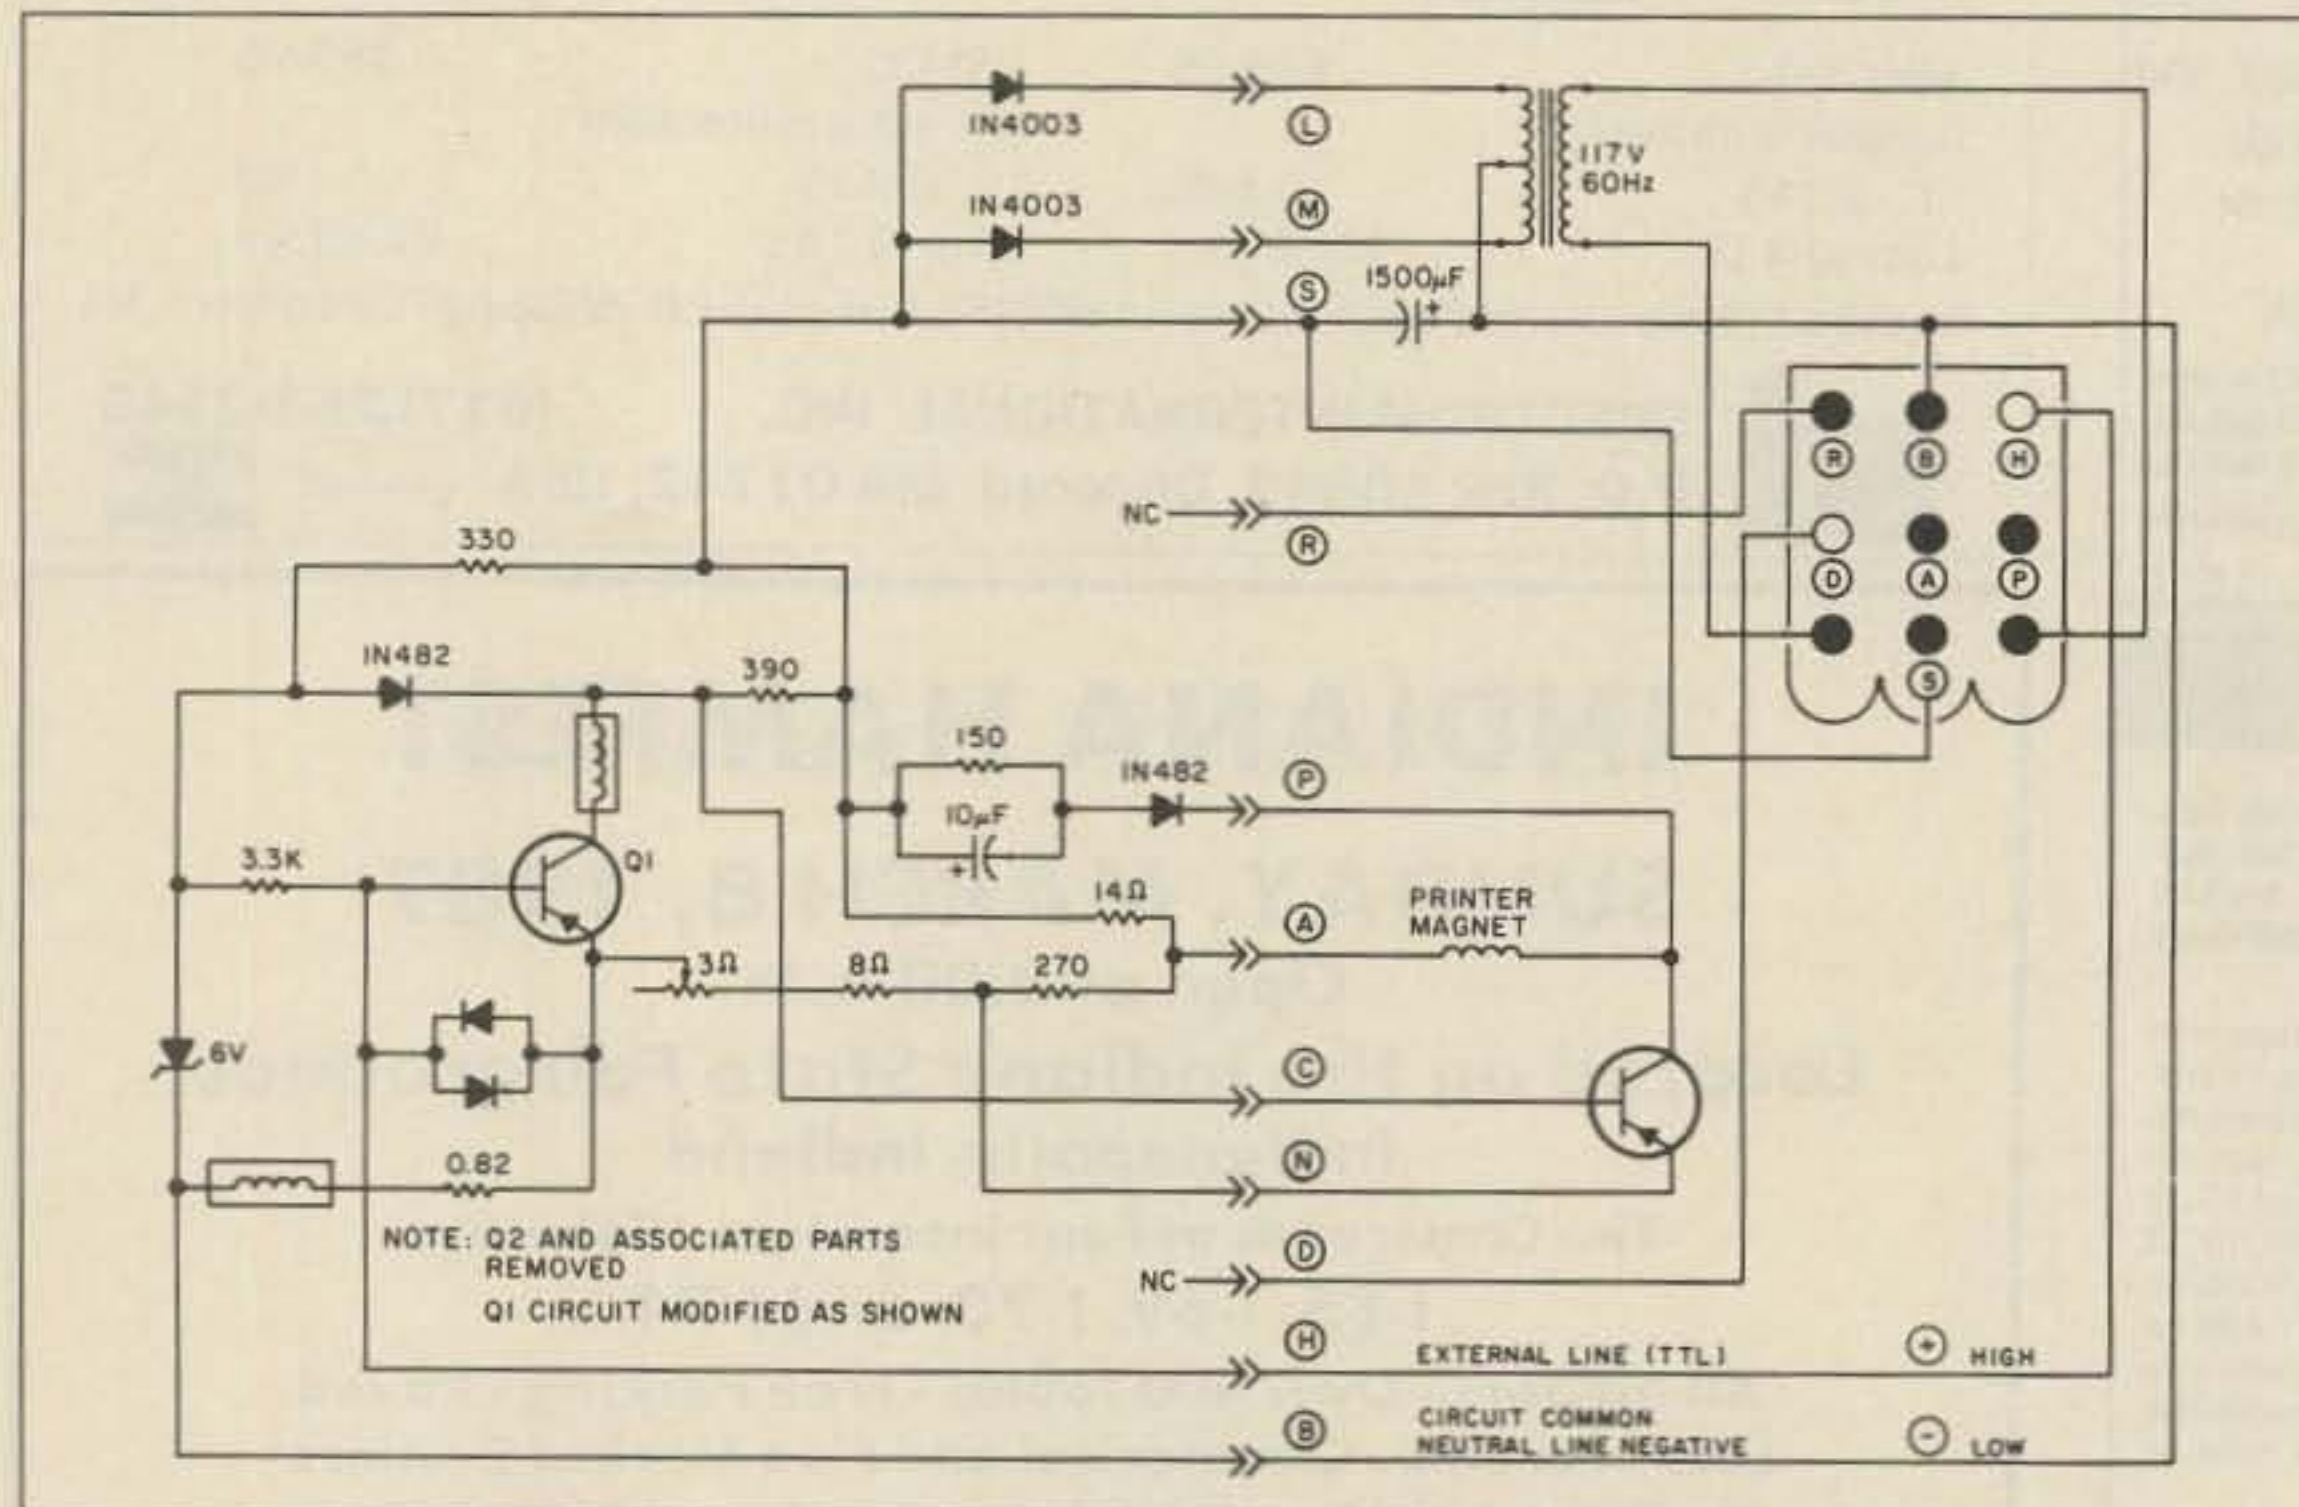 IN4003
L
117V
60Hz
IN4003
M
S
1500µF
+
R
B
H
NC
R
D
A
P
S
330
IN482
390
150
IN482
P
10µF
+
3.3K
Q1
14Ω
A
PRINTER
MAGNET
3Ω
8Ω
270
6V
C
0.82
N
NOTE: Q2 AND ASSOCIATED PARTS
REMOVED
Q1 CIRCUIT MODIFIED AS SHOWN
D
NC
H
EXTERNAL LINE (TTL)
+ HIGH
B
CIRCUIT COMMON
NEUTRAL LINE NEGATIVE
- LOW